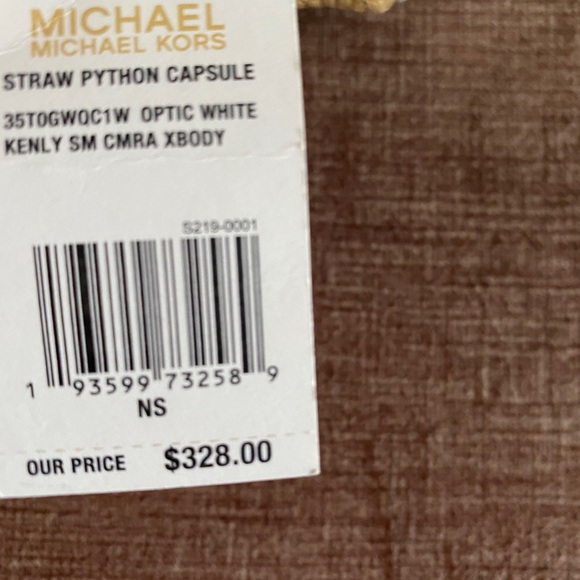 MICHAEL
MICHAEL KORS
STRAW PYTHON CAPSULE
35T0GWQC1W OPTIC WHITE
KENLY SM CMRA XBODY
S219-0001
1 93599 73258 9
NS
OUR PRICE $328.00